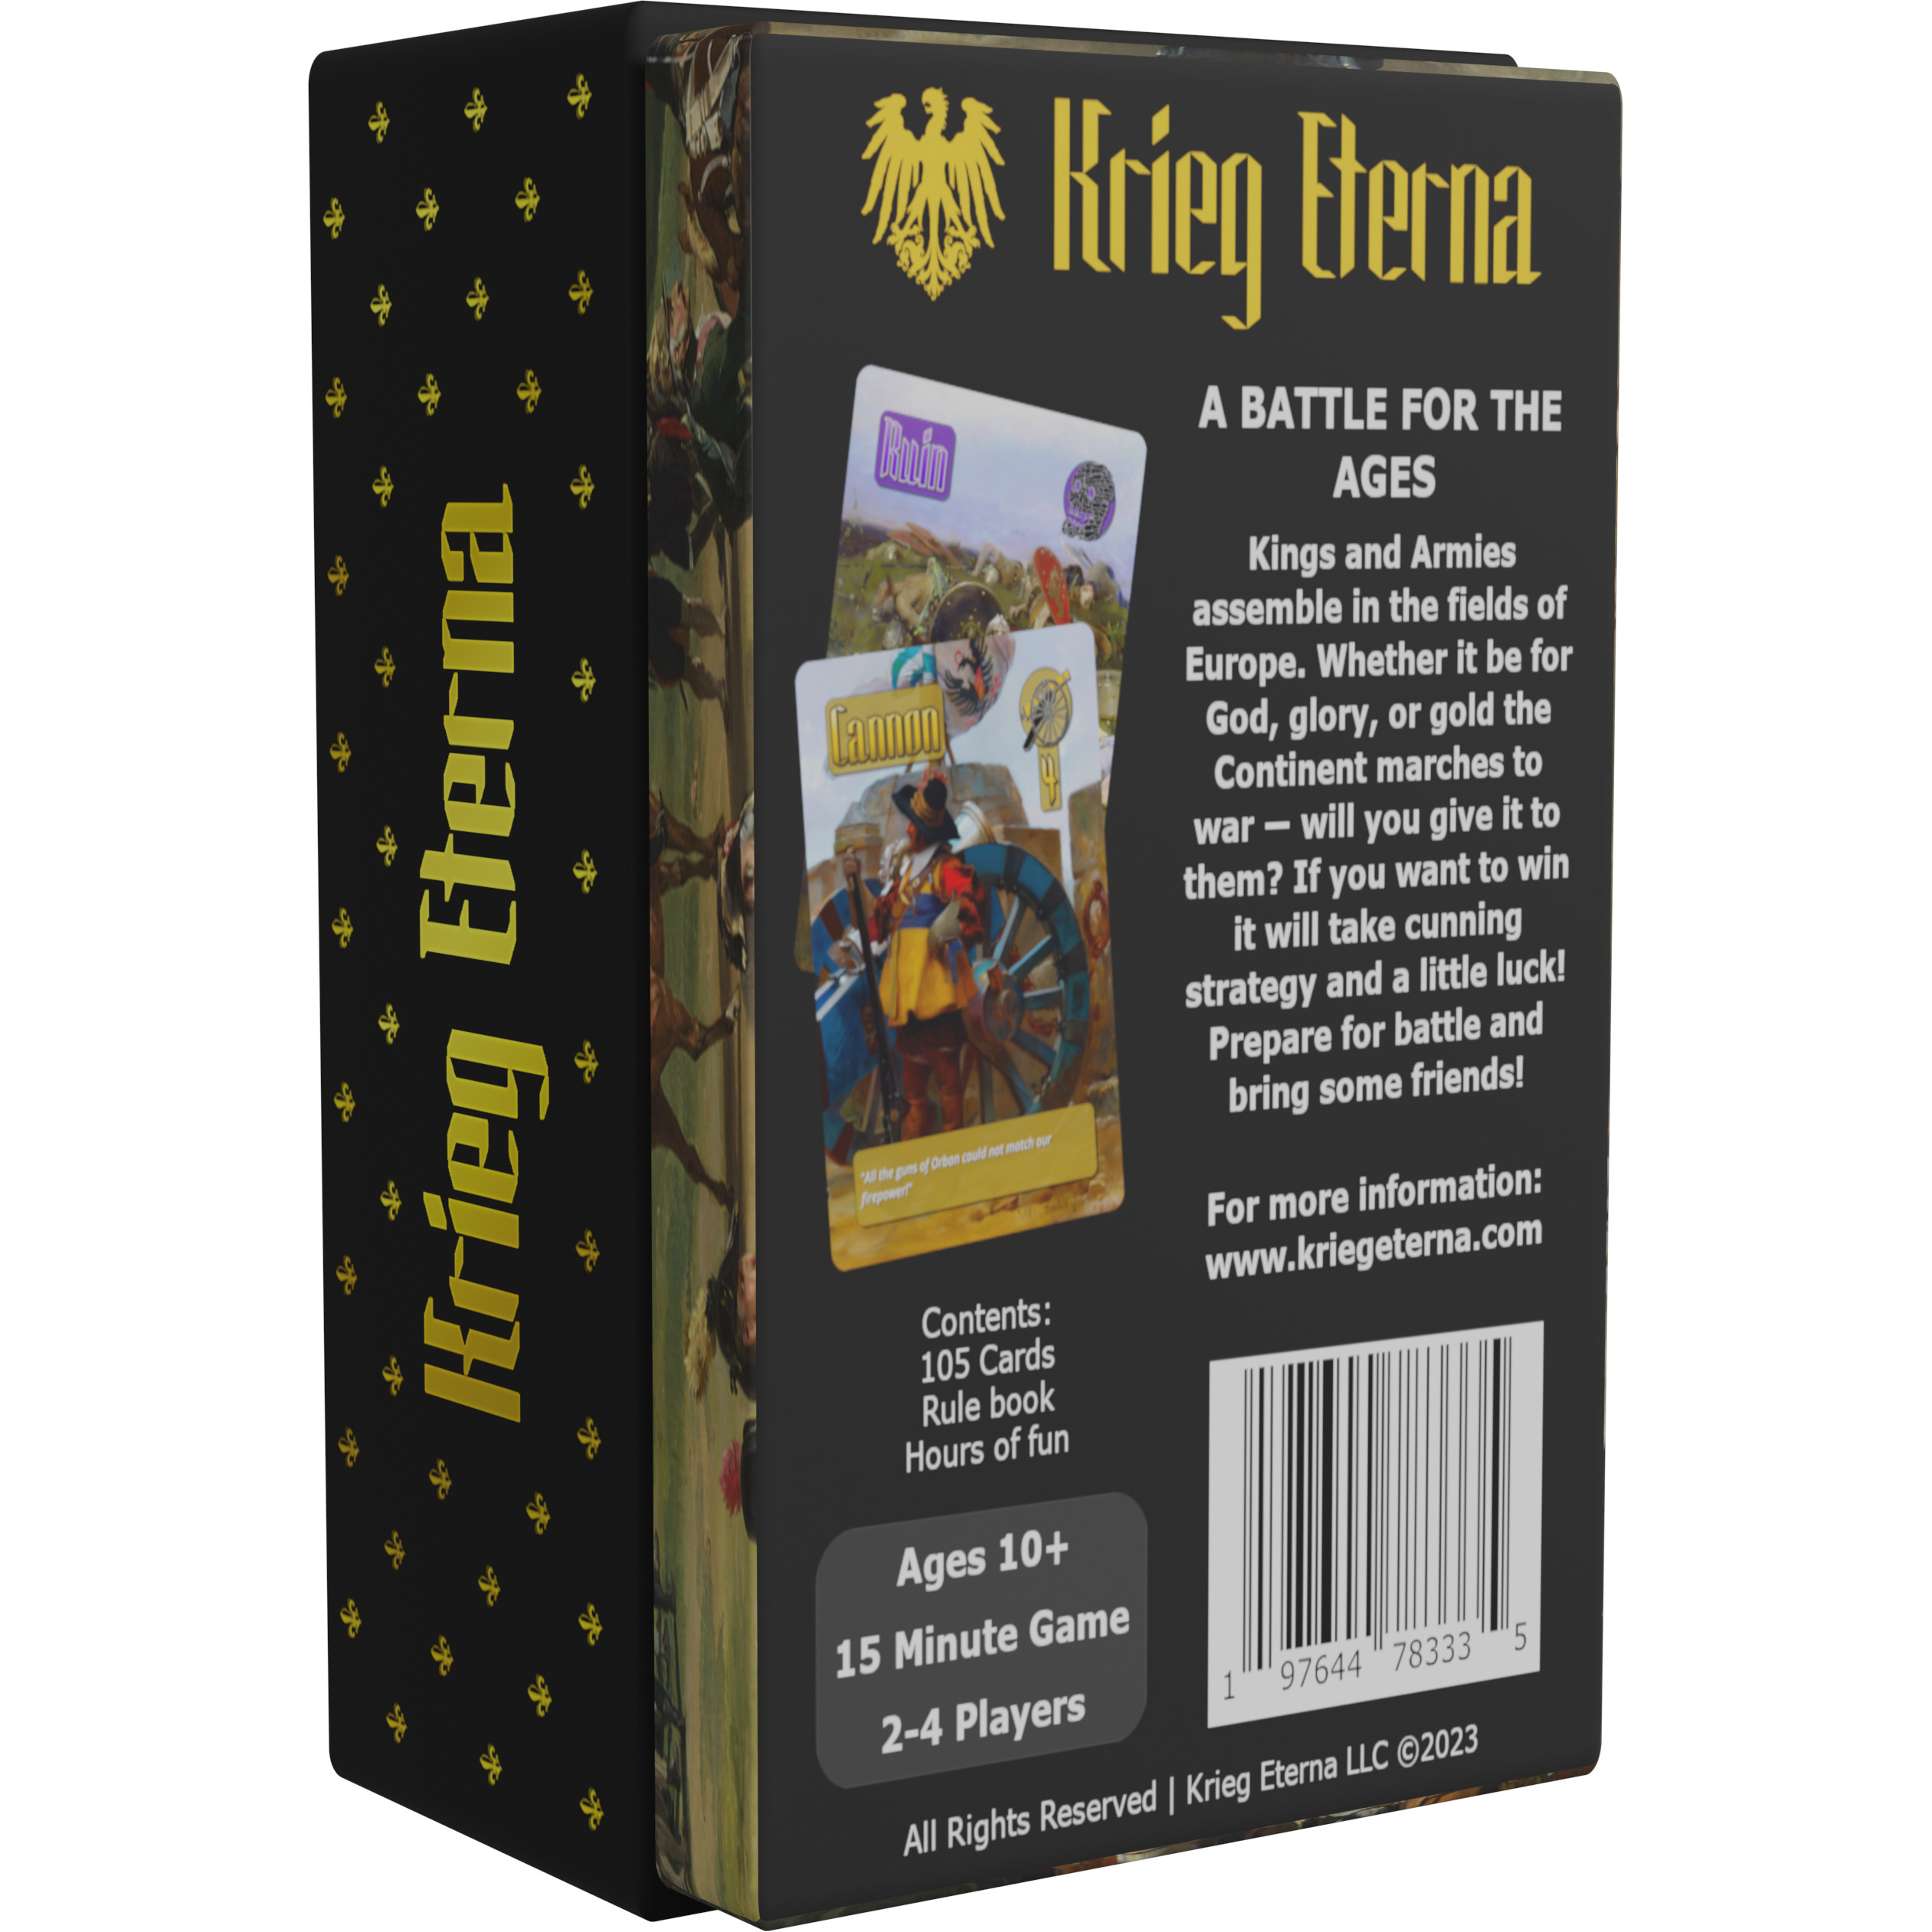 Krieg Eterna
Krieg Eterna
Ruin
Cannon
4
"All the guns of Orban could not match our
firepower!"
A BATTLE FOR THE
AGES
Kings and Armies
assemble in the fields of
Europe. Whether it be for
God, glory, or gold the
Continent marches to
war — will you give it to
them? If you want to win
it will take cunning
strategy and a little luck!
Prepare for battle and
bring some friends!
For more information:
www.kriegeterna.com
Contents:
105 Cards
Rule book
Hours of fun
Ages 10+
15 Minute Game
2-4 Players
1 97644 78333 5
All Rights Reserved | Krieg Eterna LLC ©2023